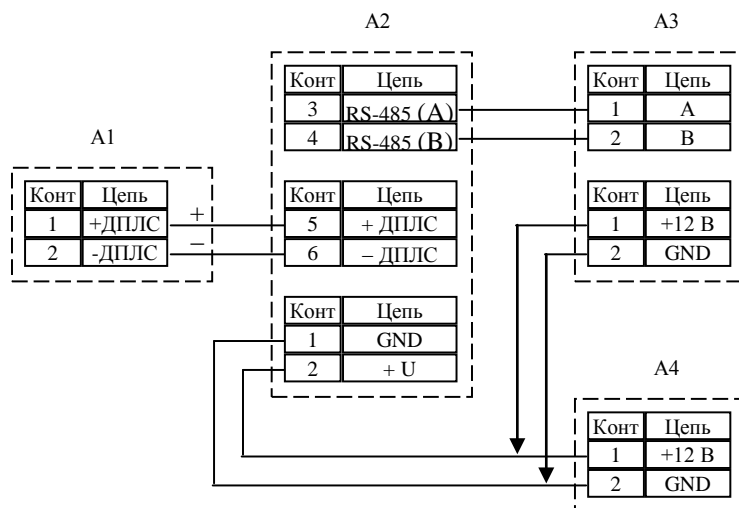 A2
A3
Конт Цепь
3 RS-485 (A)
4 RS-485 (B)
Конт Цепь
1 A
2 B
A1
Конт Цепь
1 +ДПЛС +
2 -ДПЛС –
Конт Цепь
5 + ДПЛС
6 – ДПЛС
Конт Цепь
1 +12 В
2 GND
Конт Цепь
1 GND
2 + U
A4
Конт Цепь
1 +12 В
2 GND